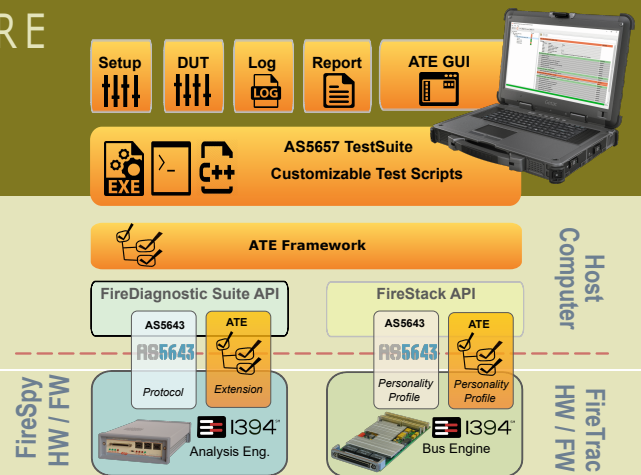 RE
Setup
DUT
Log
Report
ATE GUI
LOG
AS5657 TestSuite
Customizable Test Scripts
EXE
>_
C++
ATE Framework
Host
Computer
FireDiagnostic Suite API
FireStack API
AS5643
ATE
AS5643
ATE
AS5643
AS5643
Protocol
Extension
Personality
Profile
Personality
Profile
FireSpy
HW / FW
1394™
Analysis Eng.
1394™
Bus Engine
FireTrac
HW / FW